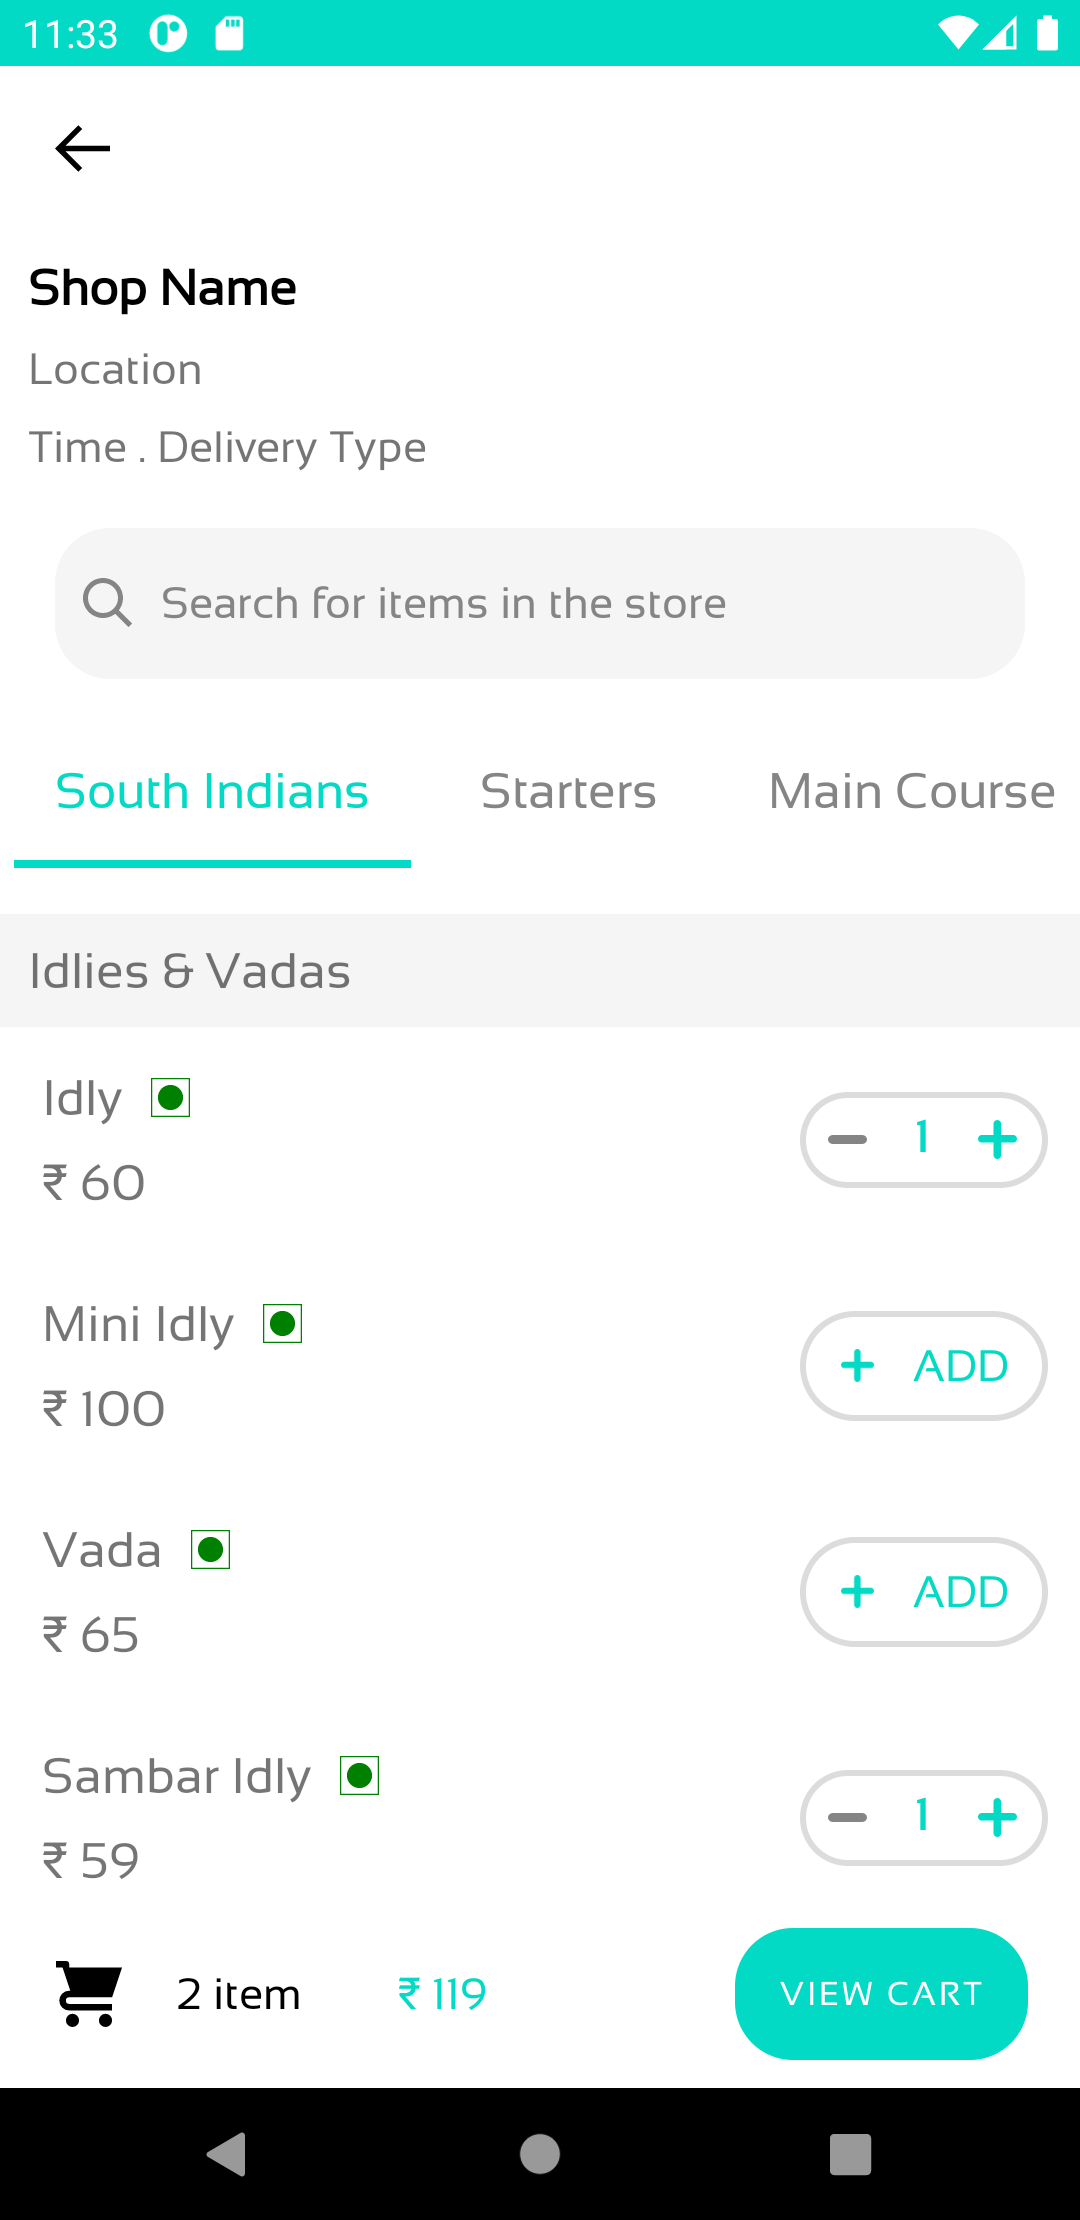 11:33
Shop Name
Location
Time . Delivery Type
Search for items in the store
South Indians Starters Main Course
Idlies & Vadas
Idly
₹ 60
1
Mini Idly
₹ 100
ADD
Vada
₹ 65
ADD
Sambar Idly
₹ 59
1
2 item ₹ 119 VIEW CART